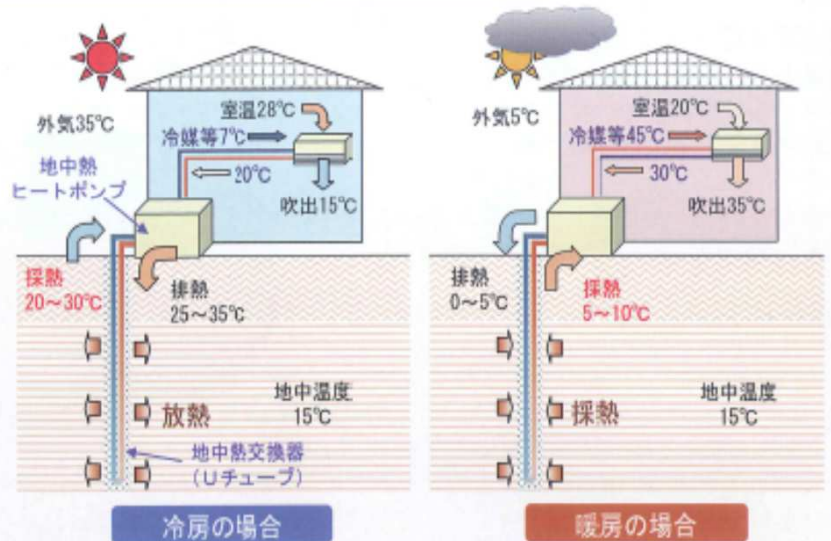 外気35℃
室温28℃
冷媒等7℃
20℃
地中熱
ヒートポンプ
吹出15℃
採熱
20～30℃
排熱
25～35℃
放熱
地中温度
15℃
地中熱交換器
（Uチューブ）
冷房の場合
外気5℃
室温20℃
冷媒等45℃
30℃
吹出35℃
排熱
0～5℃
採熱
5～10℃
採熱
地中温度
15℃
暖房の場合